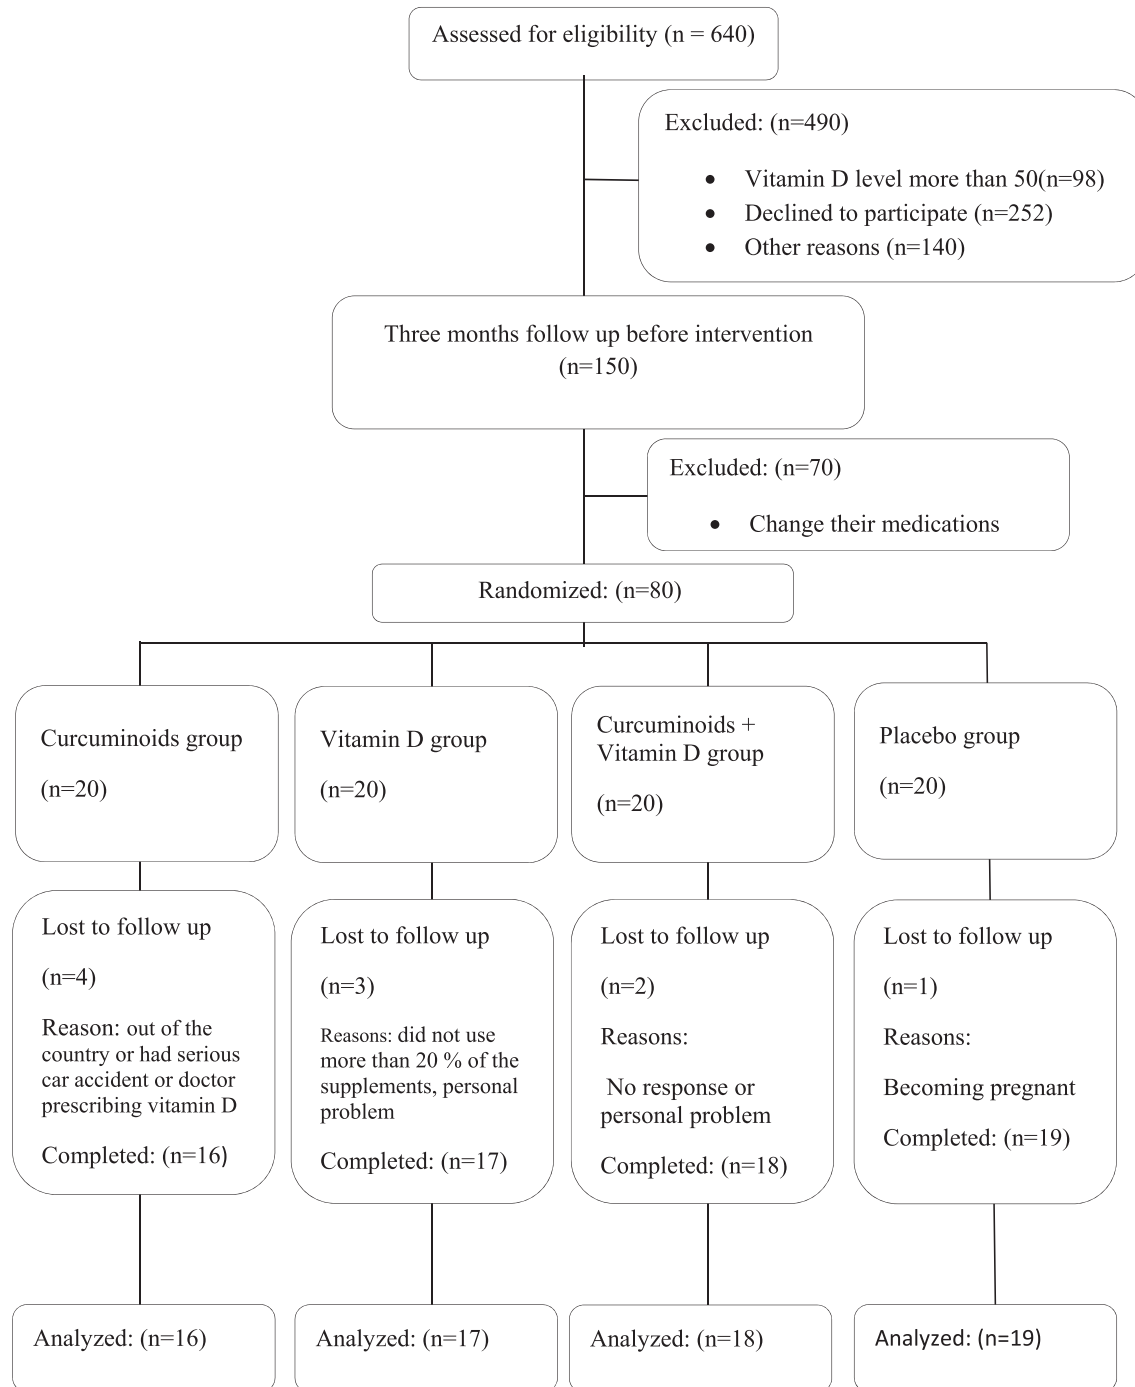 Assessed for eligibility (n = 640)
Excluded: (n=490)
• Vitamin D level more than 50(n=98)
• Declined to participate (n=252)
• Other reasons (n=140)
Three months follow up before intervention
(n=150)
Excluded: (n=70)
• Change their medications
Randomized: (n=80)
Curcuminoids group
(n=20)
Vitamin D group
(n=20)
Curcuminoids +
Vitamin D group
(n=20)
Placebo group
(n=20)
Lost to follow up
(n=4)
Reason: out of the
country or had serious
car accident or doctor
prescribing vitamin D
Completed: (n=16)
Lost to follow up
(n=3)
Reasons: did not use
more than 20 % of the
supplements, personal
problem
Completed: (n=17)
Lost to follow up
(n=2)
Reasons:
No response or
personal problem
Completed: (n=18)
Lost to follow up
(n=1)
Reasons:
Becoming pregnant
Completed: (n=19)
Analyzed: (n=16)
Analyzed: (n=17)
Analyzed: (n=18)
Analyzed: (n=19)